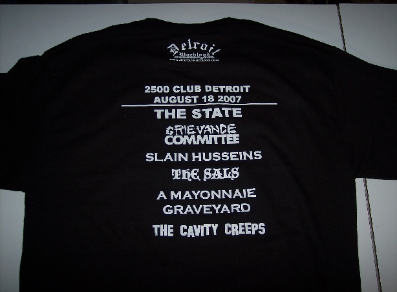 Detroit
2500 CLUB DETROIT
AUGUST 18 2007
THE STATE
GRIEVANCE
COMMITTEE
SLAIN HUSSEINS
THE SALS
A MAYONNAIE
GRAVEYARD
THE CAVITY CREEPS